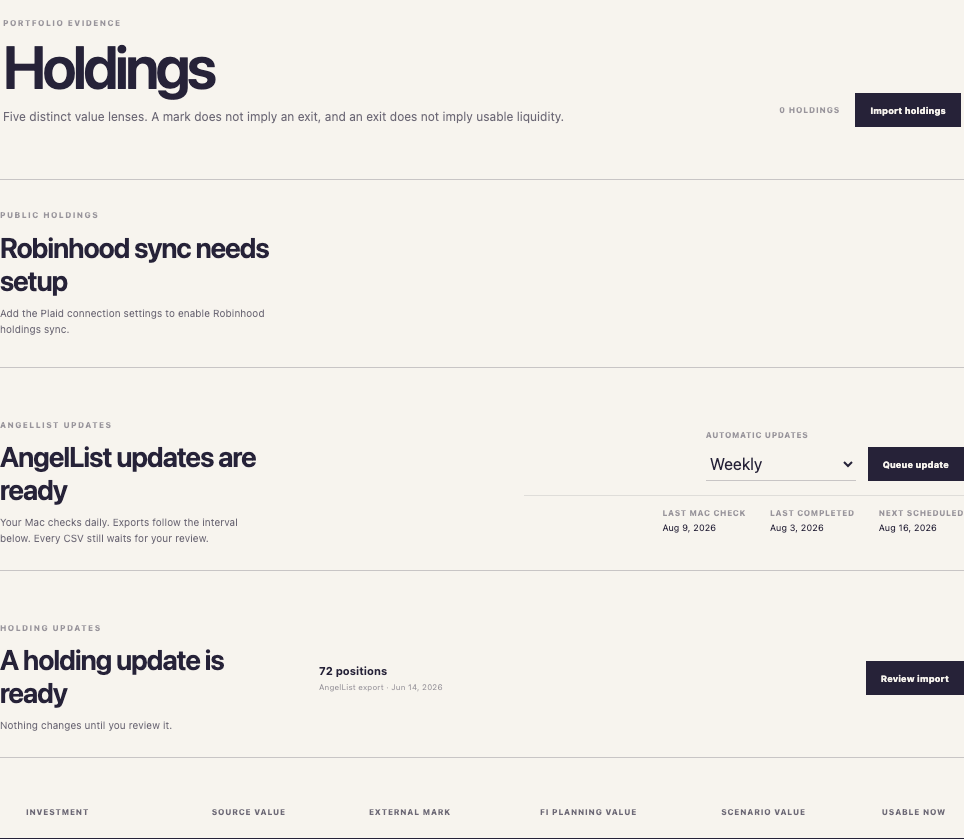 PORTFOLIO EVIDENCE
Holdings
Five distinct value lenses. A mark does not imply an exit, and an exit does not imply usable liquidity.
0 HOLDINGS
Import holdings
PUBLIC HOLDINGS
Robinhood sync needs
setup
Add the Plaid connection settings to enable Robinhood
holdings sync.
ANGELLIST UPDATES
AngelList updates are
ready
Your Mac checks daily. Exports follow the interval
below. Every CSV still waits for your review.
AUTOMATIC UPDATES
Weekly
Queue update
LAST MAC CHECK LAST COMPLETED NEXT SCHEDULED
Aug 9, 2026 Aug 3, 2026 Aug 16, 2026
HOLDING UPDATES
A holding update is
ready
Nothing changes until you review it.
72 positions
AngelList export · Jun 14, 2026
Review import
INVESTMENT SOURCE VALUE EXTERNAL MARK FI PLANNING VALUE SCENARIO VALUE USABLE NOW